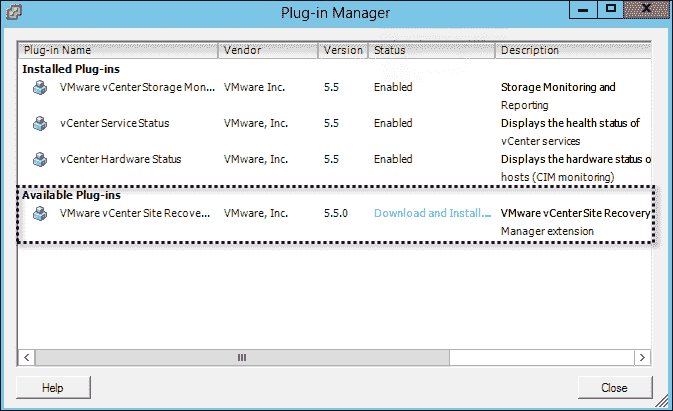 Plug-in Manager
Plug-in Name Vendor Version Status Description
Installed Plug-ins
VMware vCenter Storage Mon... VMware Inc. 5.5 Enabled Storage Monitoring and
Reporting
vCenter Service Status VMware, Inc. 5.5 Enabled Displays the health status of
vCenter services
vCenter Hardware Status VMware, Inc. 5.5 Enabled Displays the hardware status o
hosts (CIM monitoring)
Available Plug-ins
VMware vCenter Site Recove... VMware, Inc. 5.5.0 Download and Install... VMware vCenter Site Recovery
Manager extension
Help Close